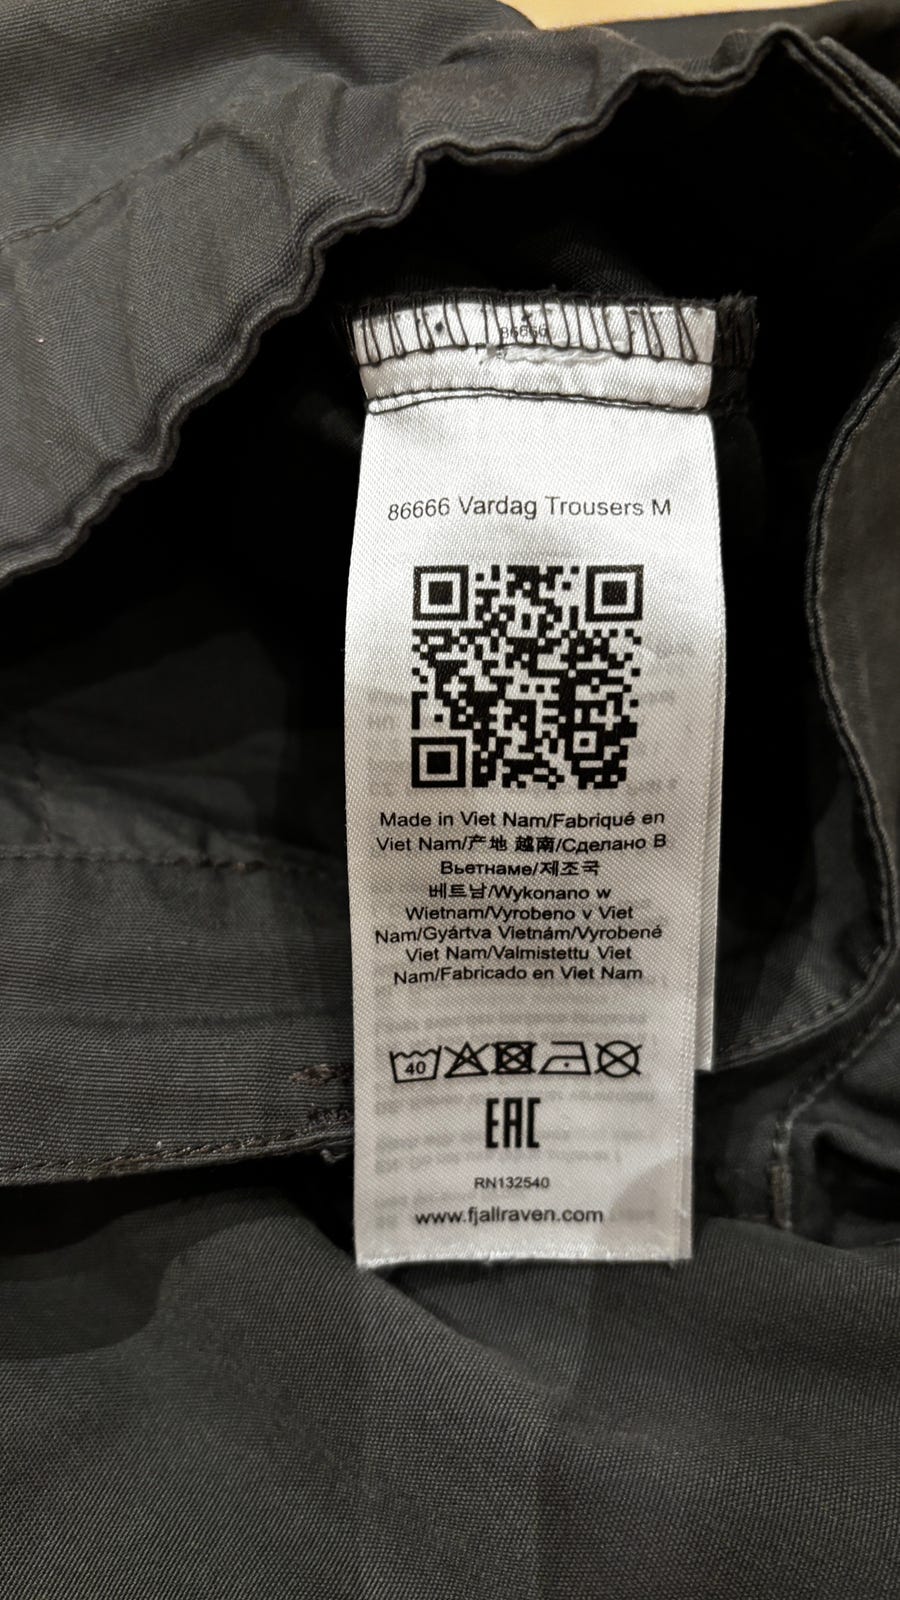 86666
86666 Vardag Trousers M
Made in Viet Nam/Fabriqué en
Viet Nam/产地 越南/Сделано В
Вьетнаме/제조국
베트남/Wykonano w
Wietnam/Vyrobeno v Viet
Nam/Gyártva Vietnám/Vyrobené
Viet Nam/Valmistettu Viet
Nam/Fabricado en Viet Nam
40
EAC
RN132540
www.fjallraven.com